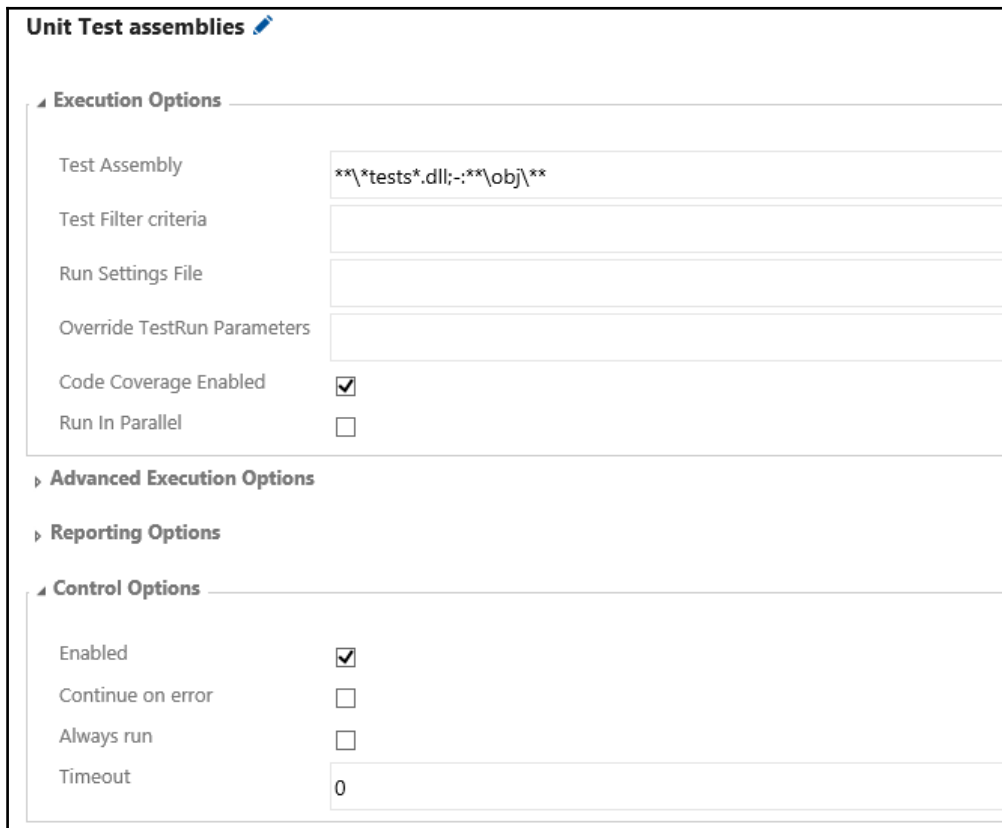 Unit Test assemblies
Execution Options
Test Assembly
**\*tests*.dll;-:**\obj\**
Test Filter criteria
Run Settings File
Override TestRun Parameters
Code Coverage Enabled
Run In Parallel
Advanced Execution Options
Reporting Options
Control Options
Enabled
Continue on error
Always run
Timeout
0